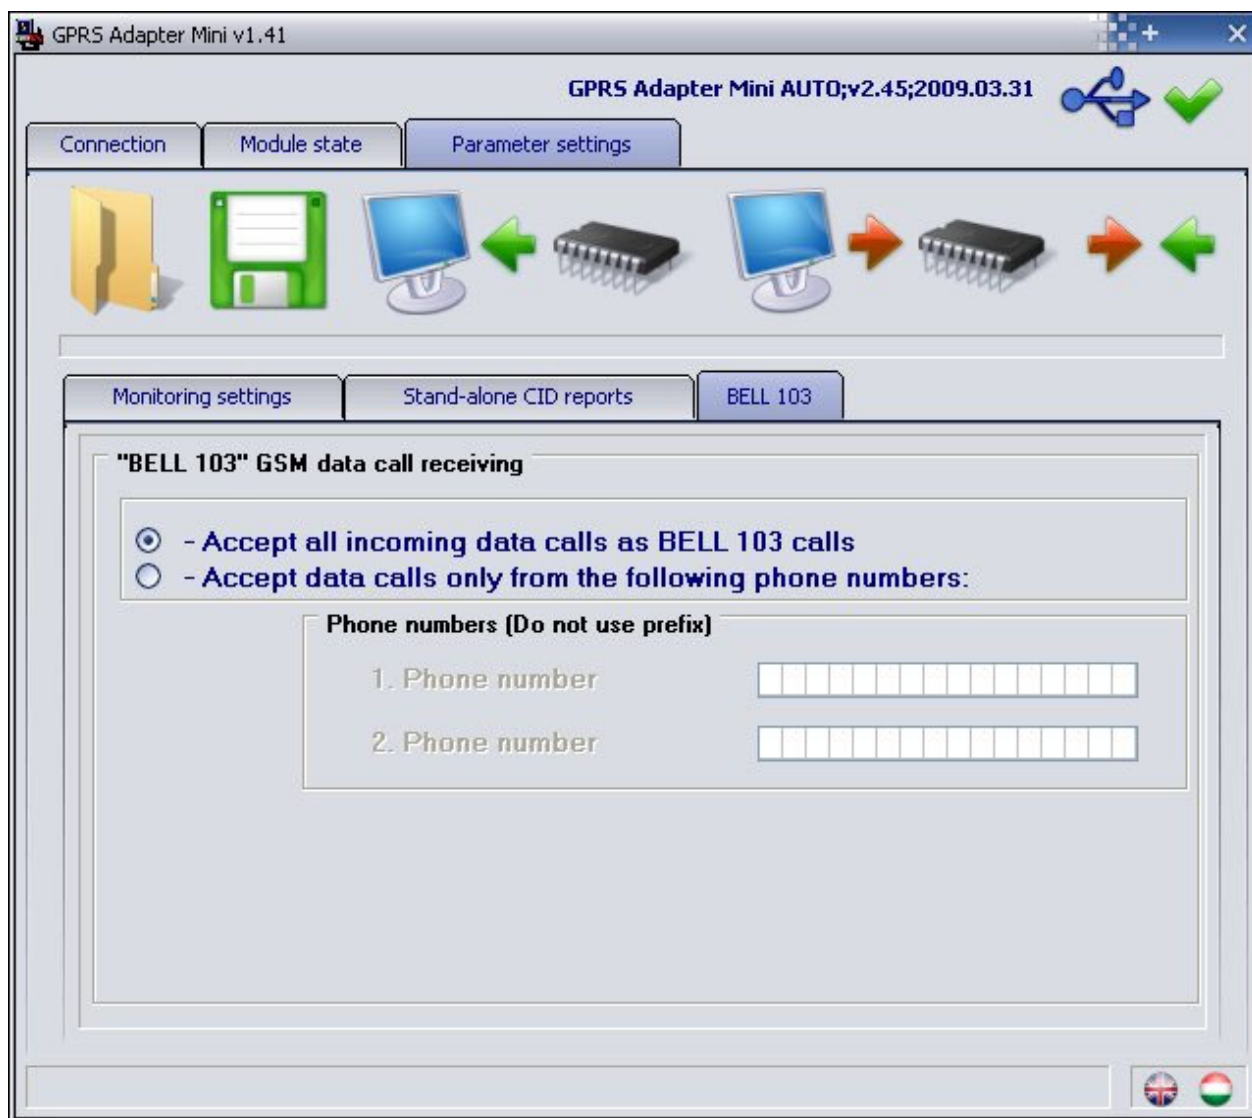 GPRS Adapter Mini v1.41
GPRS Adapter Mini AUTO;v2.45;2009.03.31
Connection
Module state
Parameter settings
Monitoring settings
Stand-alone CID reports
BELL 103
"BELL 103" GSM data call receiving
- Accept all incoming data calls as BELL 103 calls
- Accept data calls only from the following phone numbers:
Phone numbers (Do not use prefix)
1. Phone number
2. Phone number